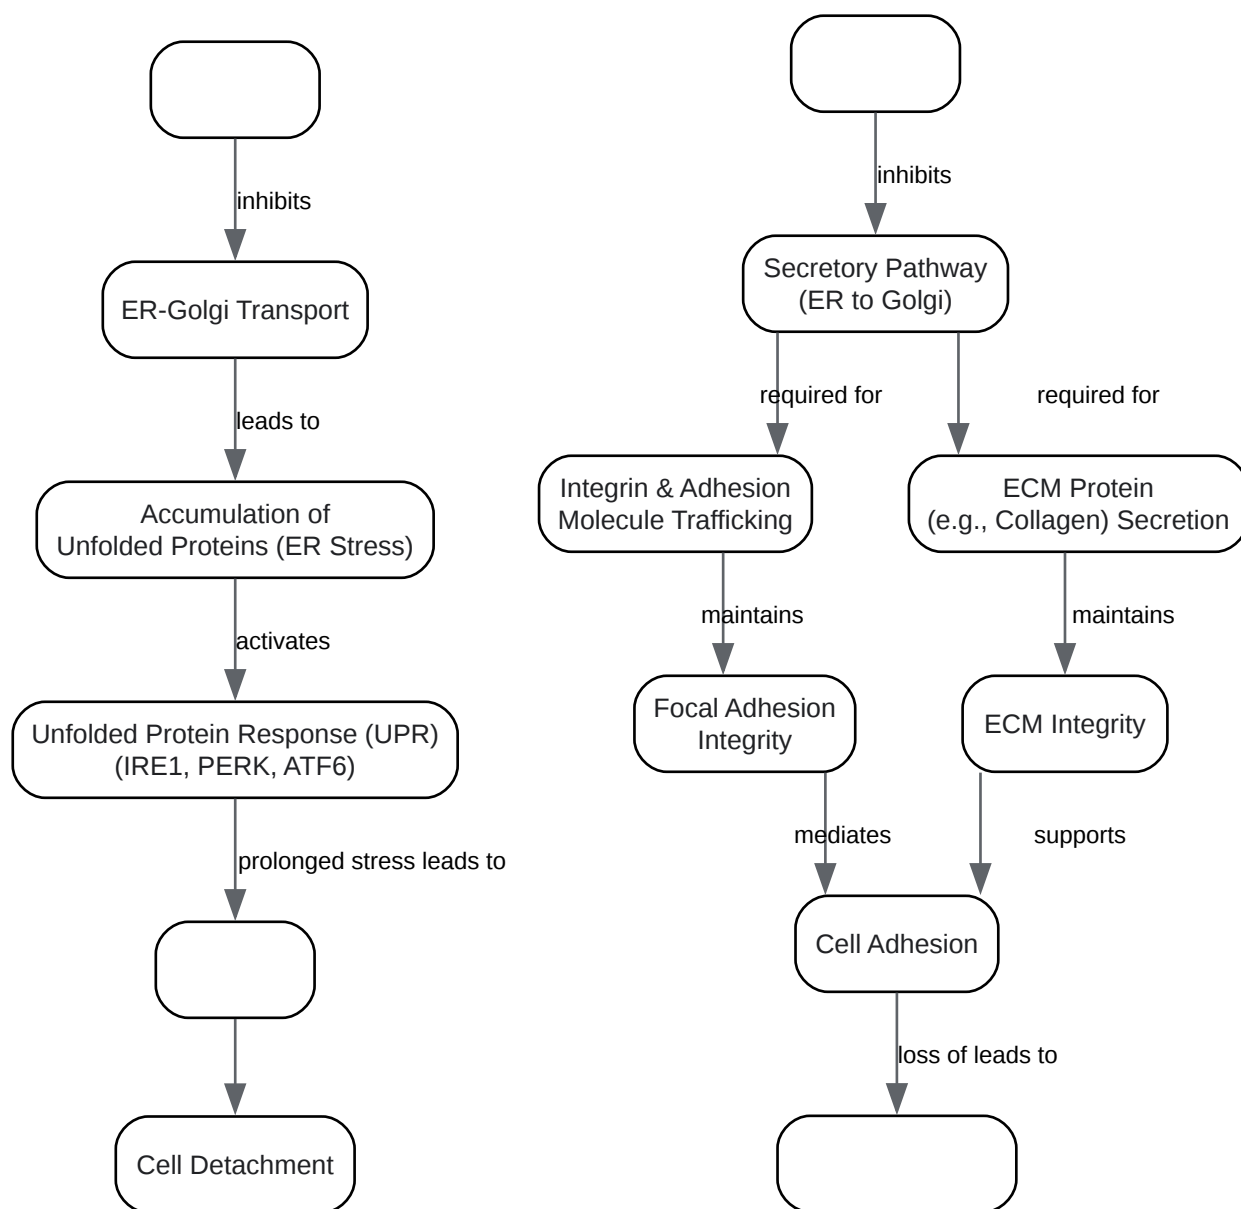 inhibits
ER-Golgi Transport
leads to
Accumulation of
Unfolded Proteins (ER Stress)
activates
Unfolded Protein Response (UPR)
(IRE1, PERK, ATF6)
prolonged stress leads to
Cell Detachment
inhibits
Secretory Pathway
(ER to Golgi)
required for
required for
Integrin & Adhesion
Molecule Trafficking
ECM Protein
(e.g., Collagen) Secretion
maintains
maintains
Focal Adhesion
Integrity
ECM Integrity
mediates
supports
Cell Adhesion
loss of leads to